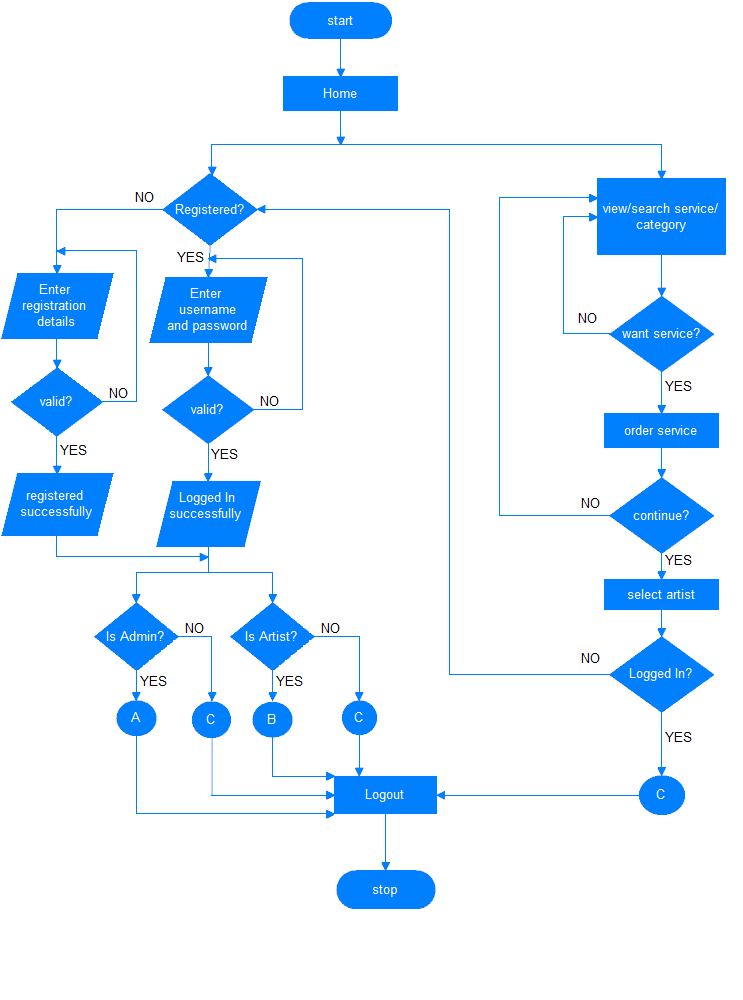 start
Home
NO
Registered?
view/search service/
category
YES
Enter
registration
details
Enter
username
and password
NO
want service?
YES
valid?
NO
valid?
NO
order service
YES
YES
registered
successfully
Logged In
successfully
NO
continue?
YES
select artist
Is Admin?
NO
Is Artist?
NO
NO
Logged In?
YES
YES
A
C
B
C
YES
Logout
C
stop